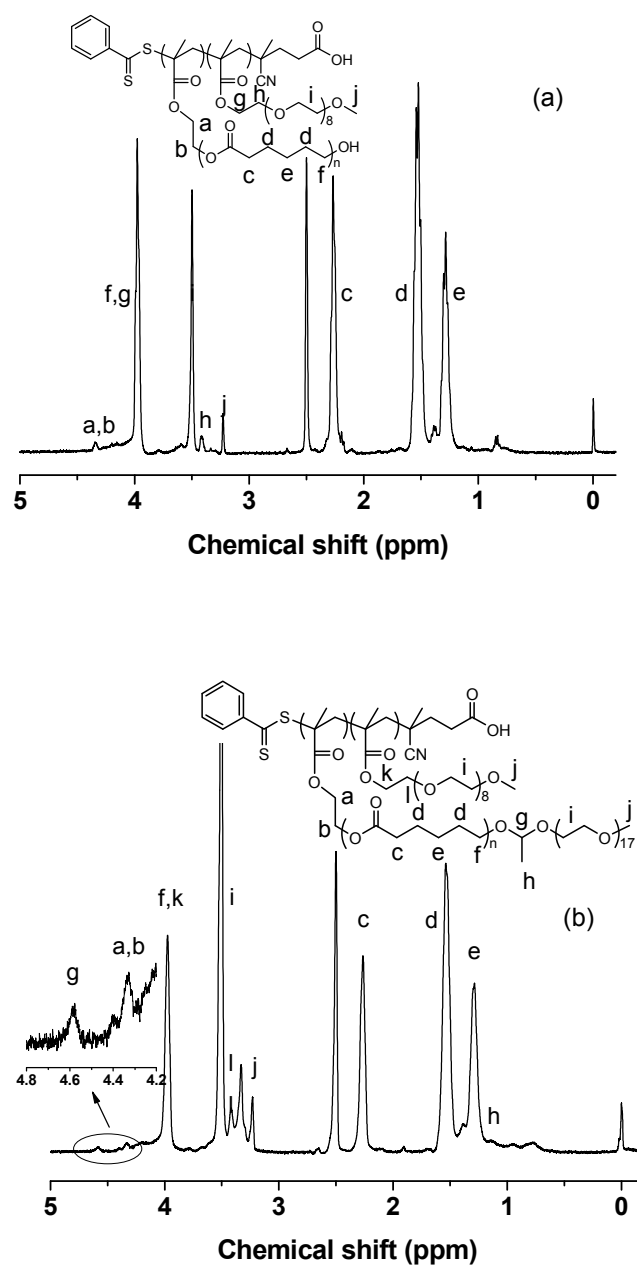 O
S
OH
(a)
S
O
O
CN
O
O
h
i
j
g
O
O
8
a
O
d
d
b
O
OH
n
c
e
f
f,g
i
c
d
e
a,b
h
j
5
4
3
2
1
0
Chemical shift (ppm)
O
S
OH
S
O
O
CN
O
O
k
i
j
l
O
O
8
a
O
d
d
g
i
j
b
O
n
O
O
O
17
c
e
f
h
(b)
f,k
i
c
d
e
a,b
g
l
j
h
4.8
4.6
4.4
4.2
5
4
3
2
1
0
Chemical shift (ppm)